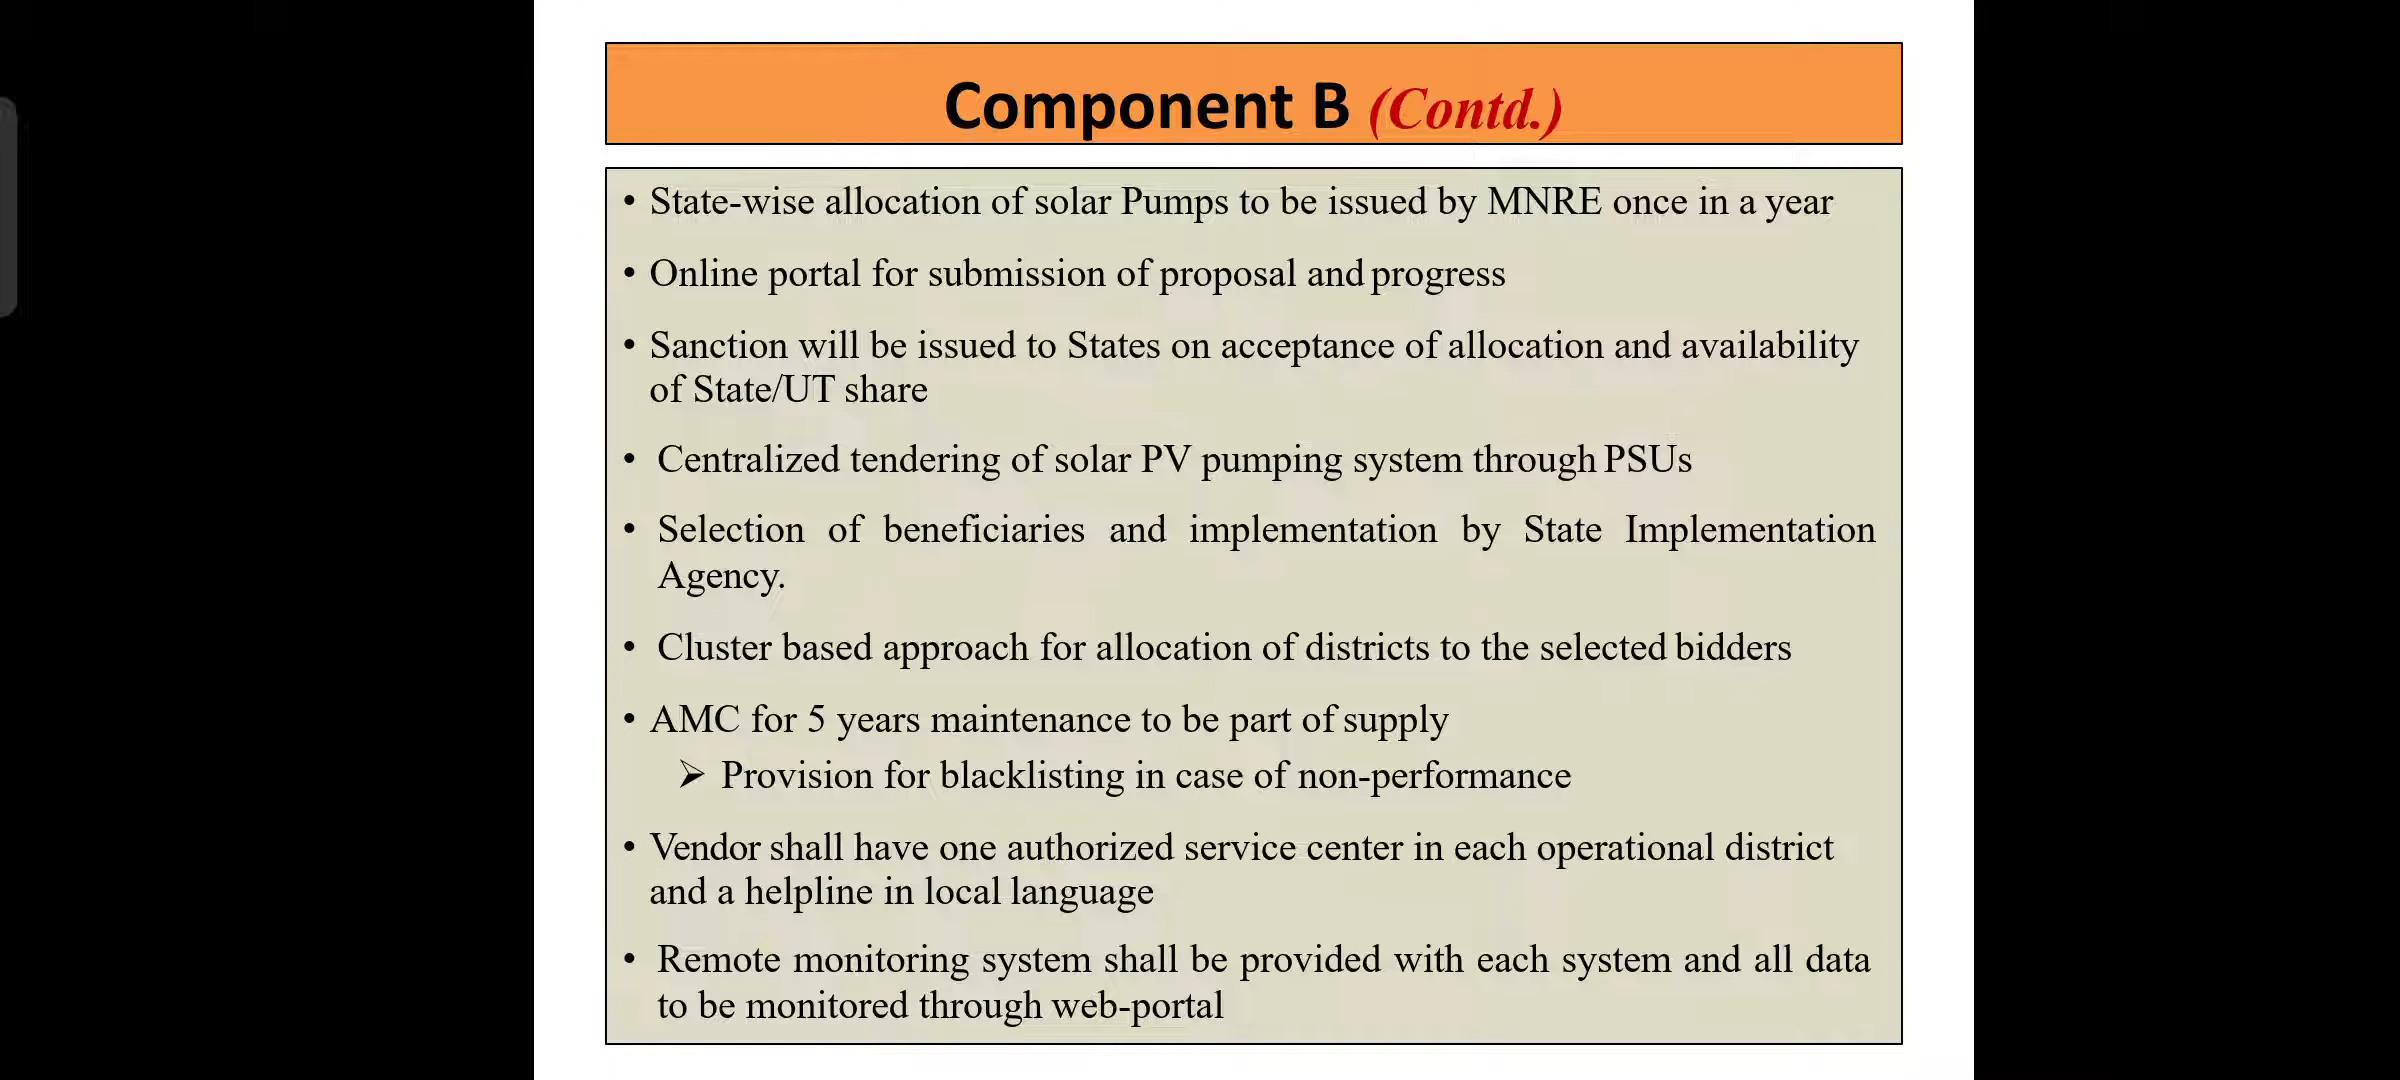 Component B (Contd.)
• State-wise allocation of solar Pumps to be issued by MNRE once in a year
• Online portal for submission of proposal and progress
• Sanction will be issued to States on acceptance of allocation and availability
of State/UT share
• Centralized tendering of solar PV pumping system through PSUs
• Selection of beneficiaries and implementation by State Implementation
Agency.
• Cluster based approach for allocation of districts to the selected bidders
• AMC for 5 years maintenance to be part of supply
➢ Provision for blacklisting in case of non-performance
• Vendor shall have one authorized service center in each operational district
and a helpline in local language
• Remote monitoring system shall be provided with each system and all data
to be monitored through web-portal